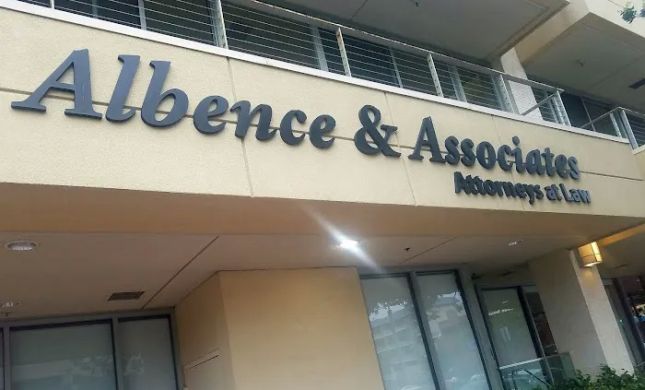 Albence & Associates
Attorneys at Law